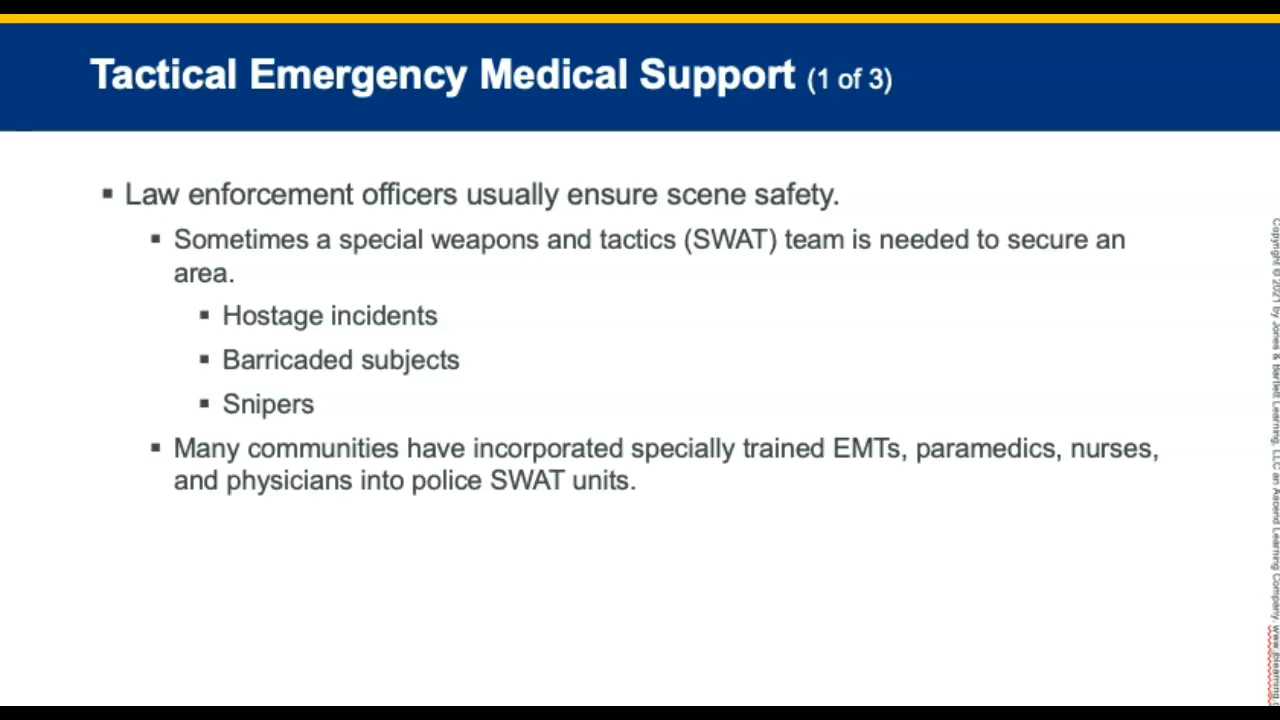 Tactical Emergency Medical Support (1 of 3)
▪ Law enforcement officers usually ensure scene safety.
▪ Sometimes a special weapons and tactics (SWAT) team is needed to secure an
area.
▪ Hostage incidents
▪ Barricaded subjects
▪ Snipers
▪ Many communities have incorporated specially trained EMTs, paramedics, nurses,
and physicians into police SWAT units.
Copyright © 2021 by Jones & Bartlett Learning, LLC an Ascend Learning Company. www.jblearning.